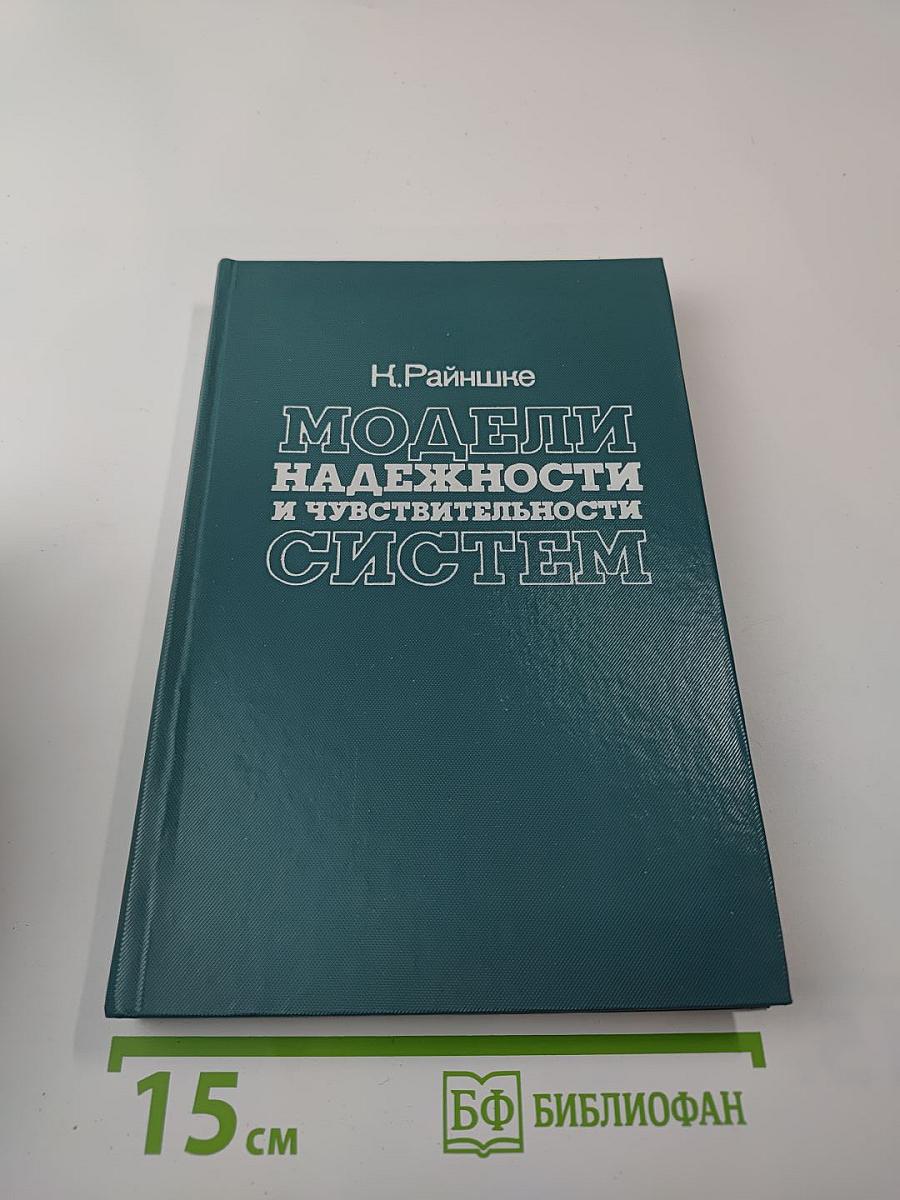 К.Райншке
МОДЕЛИ
НАДЕЖНОСТИ
И ЧУВСТВИТЕЛЬНОСТИ
СИСТЕМ
15 см
БФ БИБЛИОФАН